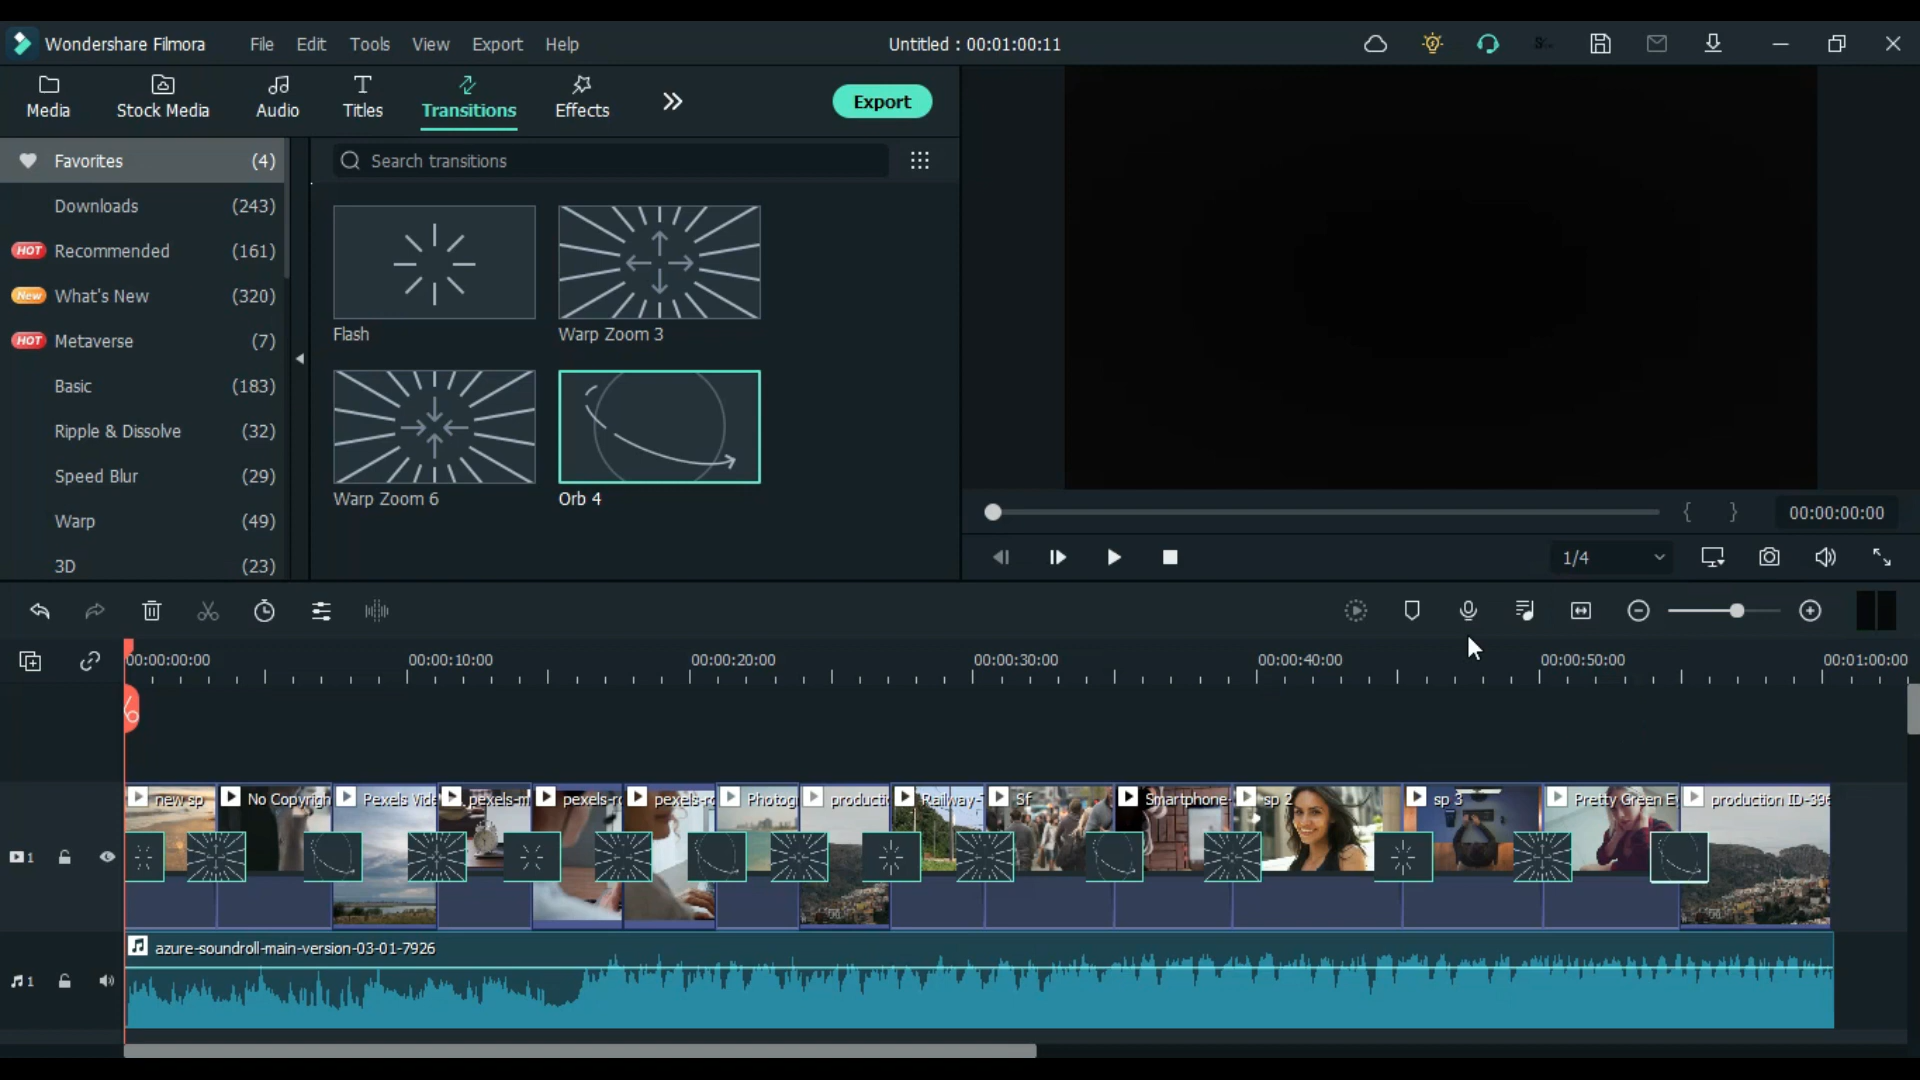 Wondershare Filmora File Edit Tools View Export Help Untitled : 00:01:00:11
Media Stock Media Audio Titles Transitions Effects Export
Favorites (4)
Search transitions
Downloads (243)
HOT Recommended (161)
New What's New (320)
HOT Metaverse (7)
Basic (183)
Ripple & Dissolve (32)
Speed Blur (29)
Warp (49)
3D (23)
Flash Warp Zoom 3
Warp Zoom 6 Orb 4
{ } 00:00:00:00
1/4
00:00:00:00 00:00:10:00 00:00:20:00 00:00:30:00 00:00:40:00 00:00:50:00 00:01:00:00
new sp No Copyrigh Pexels Vide pexels-m pexels-ro pexels-ro Photog producti Railway- Sf Smartphone- sp 2 sp 3 Pretty Green E production ID-396
1
azure-soundroll-main-version-03-01-7926
1